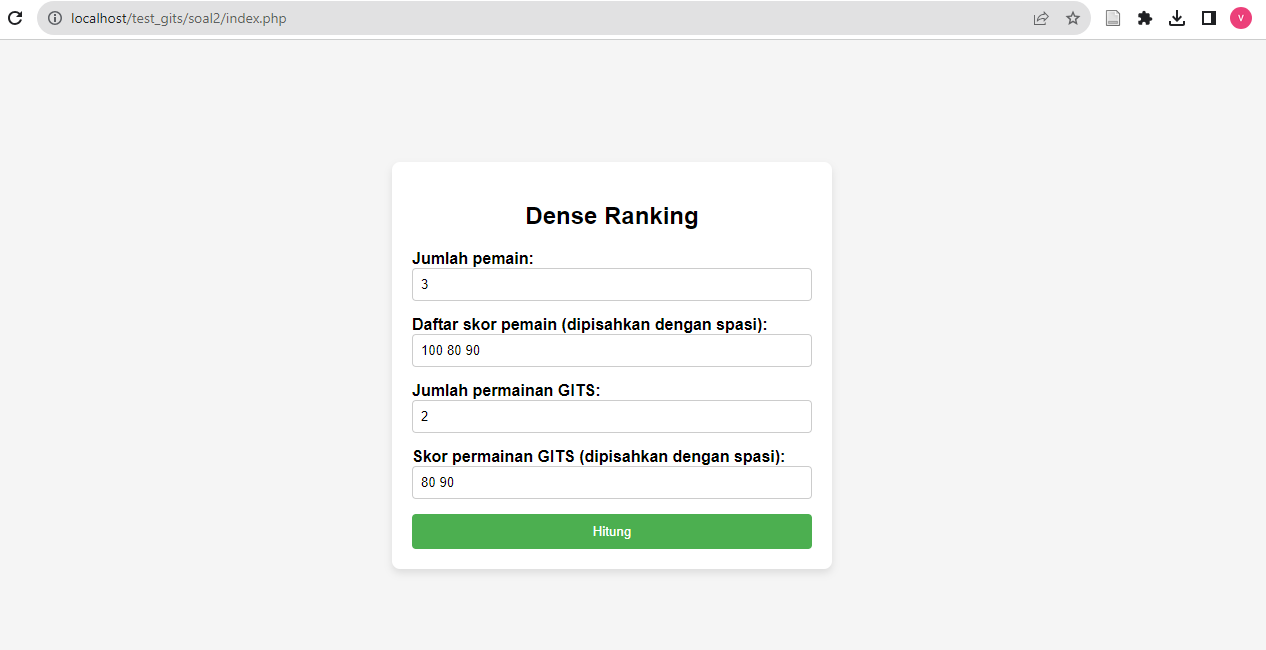 localhost/test_gits/soal2/index.php
V
Dense Ranking
Jumlah pemain:
3
Daftar skor pemain (dipisahkan dengan spasi):
100 80 90
Jumlah permainan GITS:
2
Skor permainan GITS (dipisahkan dengan spasi):
80 90
Hitung